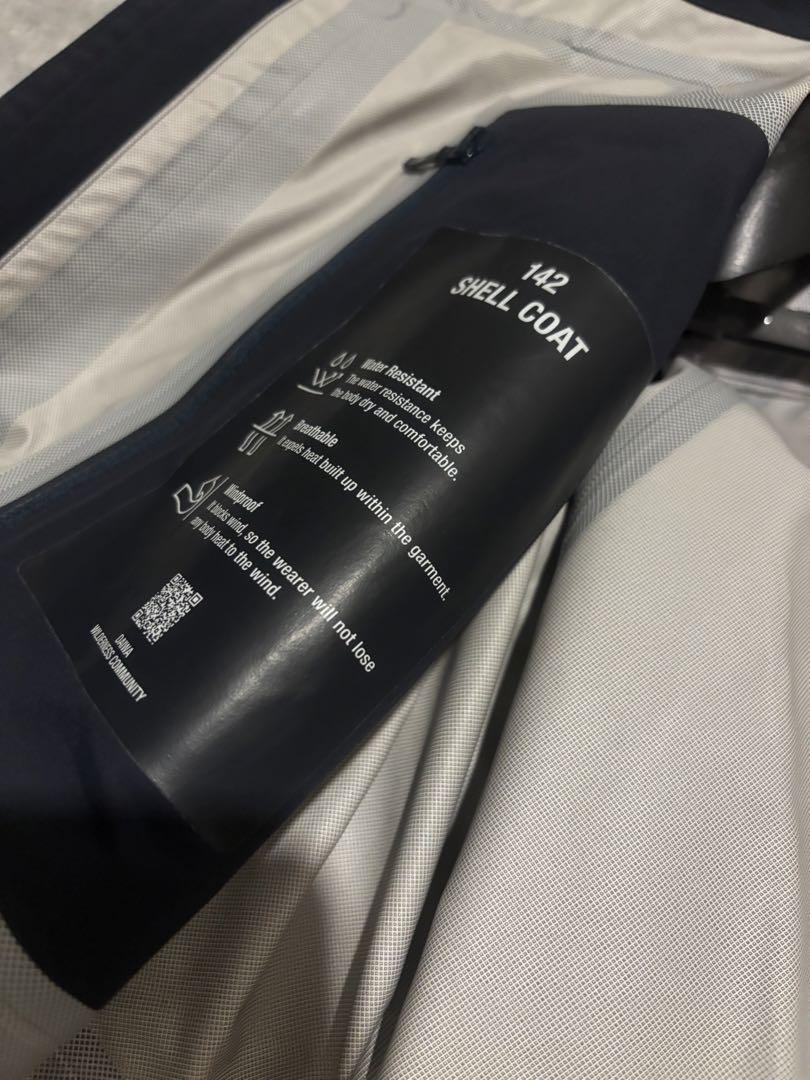 142
SHELL COAT
Water Resistant
The water resistance keeps
the body dry and comfortable.
Breathable
It expels heat built up within the garment.
Windproof
It blocks wind, so the wearer will not lose
any body heat to the wind.
DAIWA
WILDERNESS COMMUNITY